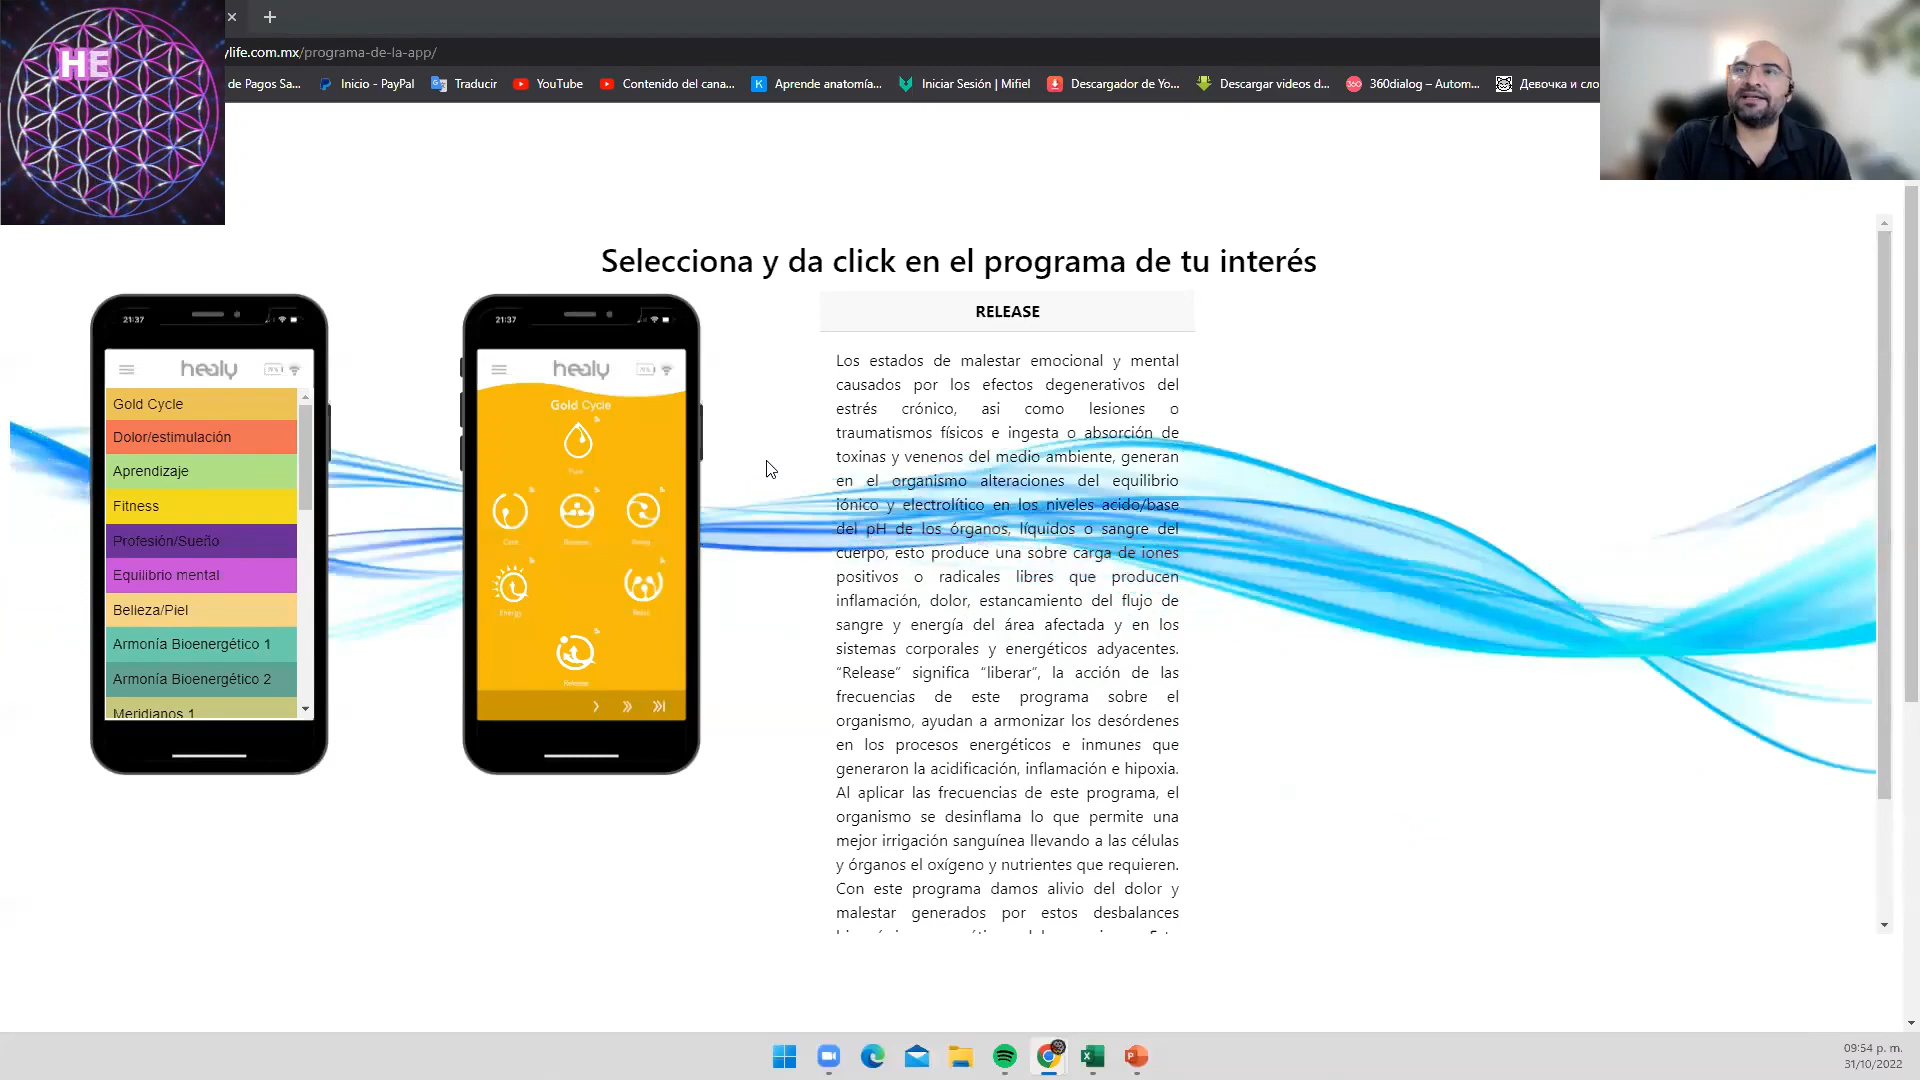 HE
ylife.com.mx/programa-de-la-app/
de Pagos Sa...
Inicio - PayPal
Traducir
YouTube
Contenido del cana...
Aprende anatomía...
Iniciar Sesión | Mifiel
Descargador de Yo...
Descargar videos d...
360dialog – Autom...
Девочка и сло
Selecciona y da click en el programa de tu interés
21:37
healy
Gold Cycle
Dolor/estimulación
Aprendizaje
Fitness
Profesión/Sueño
Equilibrio mental
Belleza/Piel
Armonía Bioenergético 1
Armonía Bioenergético 2
Meridianos 1
21:37
healy
Gold Cycle
Pure
Care
Energy
Relax
Release
RELEASE
Los estados de malestar emocional y mental
causados por los efectos degenerativos del
estrés crónico, asi como lesiones o
traumatismos físicos e ingesta o absorción de
toxinas y venenos del medio ambiente, generan
en el organismo alteraciones del equilibrio
iónico y electrolítico en los niveles acido/base
del pH de los órganos, líquidos o sangre del
cuerpo, esto produce una sobre carga de iones
positivos o radicales libres que producen
inflamación, dolor, estancamiento del flujo de
sangre y energía del área afectada y en los
sistemas corporales y energéticos adyacentes.
“Release” significa “liberar”, la acción de las
frecuencias de este programa sobre el
organismo, ayudan a armonizar los desórdenes
en los procesos energéticos e inmunes que
generaron la acidificación, inflamación e hipoxia.
Al aplicar las frecuencias de este programa, el
organismo se desinflama lo que permite una
mejor irrigación sanguínea llevando a las células
y órganos el oxígeno y nutrientes que requieren.
Con este programa damos alivio del dolor y
malestar generados por estos desbalances
09:54 p. m.
31/10/2022